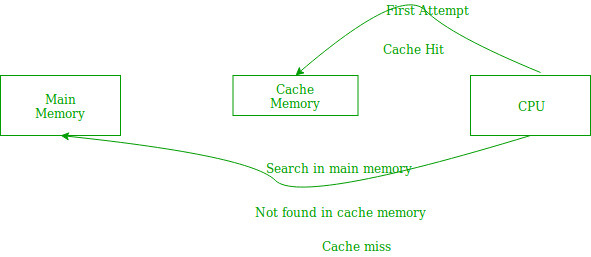 First Attempt
Cache Hit
Main
Memory
Cache
Memory
CPU
Search in main memory
Not found in cache memory
Cache miss